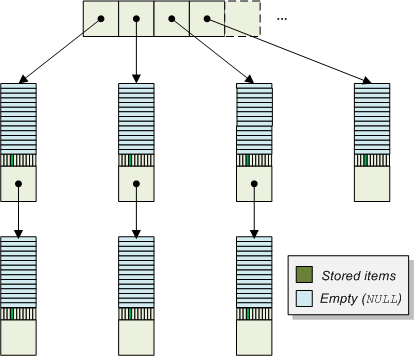 ...
Stored items
Empty (NULL)